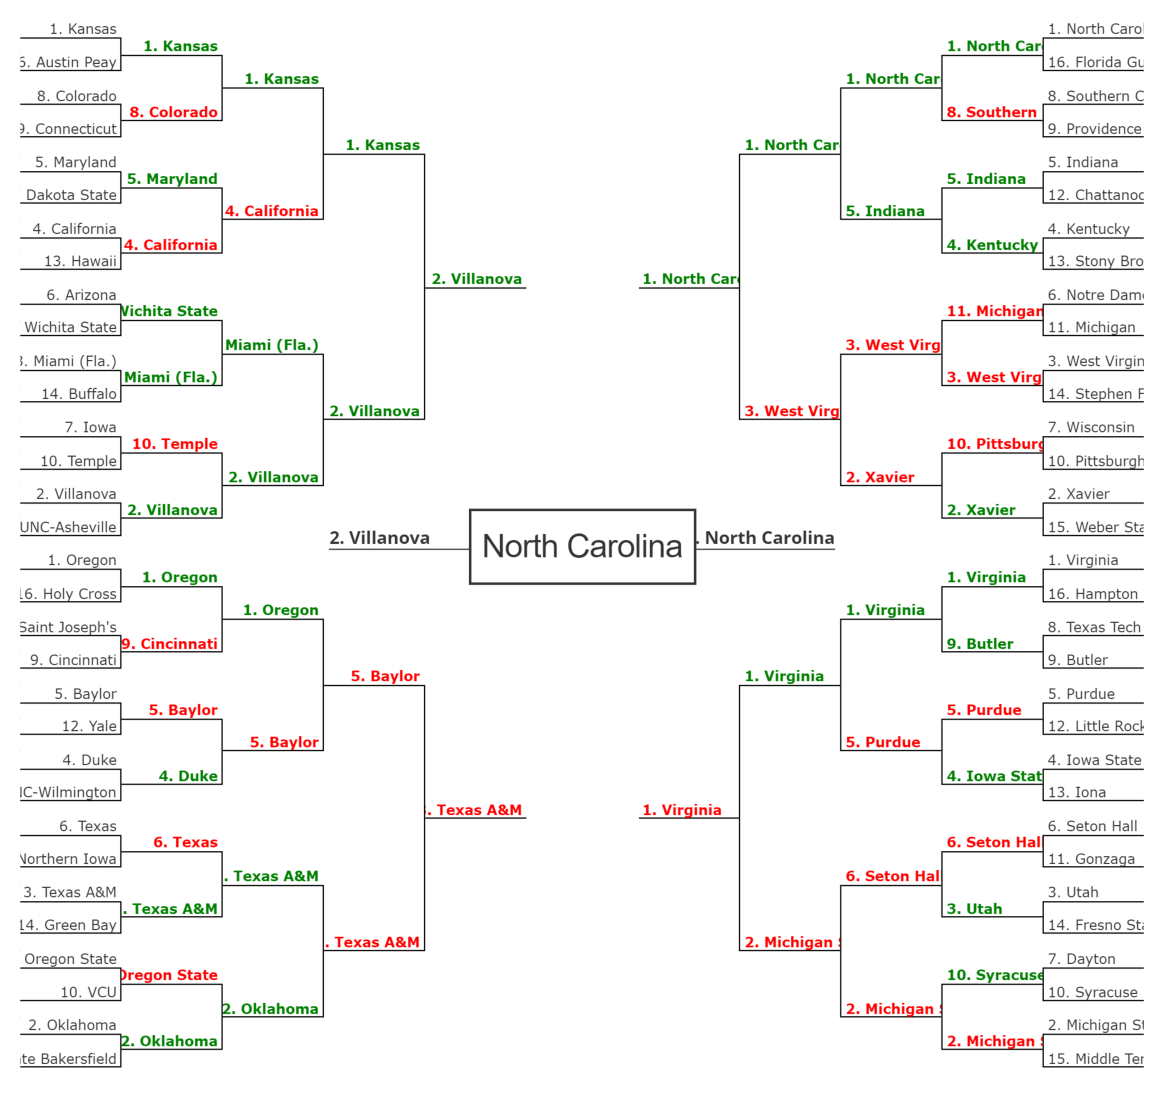 1. Kansas
6. Austin Peay
8. Colorado
9. Connecticut
5. Maryland
Dakota State
4. California
13. Hawaii
6. Arizona
Wichita State
3. Miami (Fla.)
14. Buffalo
7. Iowa
10. Temple
2. Villanova
UNC-Asheville
1. Oregon
16. Holy Cross
Saint Joseph's
9. Cincinnati
5. Baylor
12. Yale
4. Duke
NC-Wilmington
6. Texas
Northern Iowa
3. Texas A&M
14. Green Bay
Oregon State
10. VCU
2. Oklahoma
te Bakersfield
1. Kansas
8. Colorado
5. Maryland
4. California
Wichita State
Miami (Fla.)
10. Temple
2. Villanova
1. Oregon
9. Cincinnati
5. Baylor
4. Duke
6. Texas
. Texas A&M
Oregon State
2. Oklahoma
1. Kansas
4. California
Miami (Fla.)
2. Villanova
1. Oregon
5. Baylor
. Texas A&M
2. Oklahoma
1. Kansas
2. Villanova
5. Baylor
. Texas A&M
2. Villanova
. Texas A&M
2. Villanova
North Carolina
. North Carolina
1. North Car
1. Virginia
1. North Car
3. West Virg
1. Virginia
2. Michigan S
1. North Car
5. Indiana
3. West Virg
2. Xavier
1. Virginia
5. Purdue
6. Seton Hal
2. Michigan S
1. North Car
8. Southern
5. Indiana
4. Kentucky
11. Michigan
3. West Virg
10. Pittsburg
2. Xavier
1. Virginia
9. Butler
5. Purdue
4. Iowa Stat
6. Seton Hal
3. Utah
10. Syracuse
2. Michigan S
1. North Carol
16. Florida Gu
8. Southern C
9. Providence
5. Indiana
12. Chattanoo
4. Kentucky
13. Stony Bro
6. Notre Dame
11. Michigan
3. West Virgin
14. Stephen F
7. Wisconsin
10. Pittsburgh
2. Xavier
15. Weber Sta
1. Virginia
16. Hampton
8. Texas Tech
9. Butler
5. Purdue
12. Little Rock
4. Iowa State
13. Iona
6. Seton Hall
11. Gonzaga
3. Utah
14. Fresno Sta
7. Dayton
10. Syracuse
2. Michigan St
15. Middle Ten